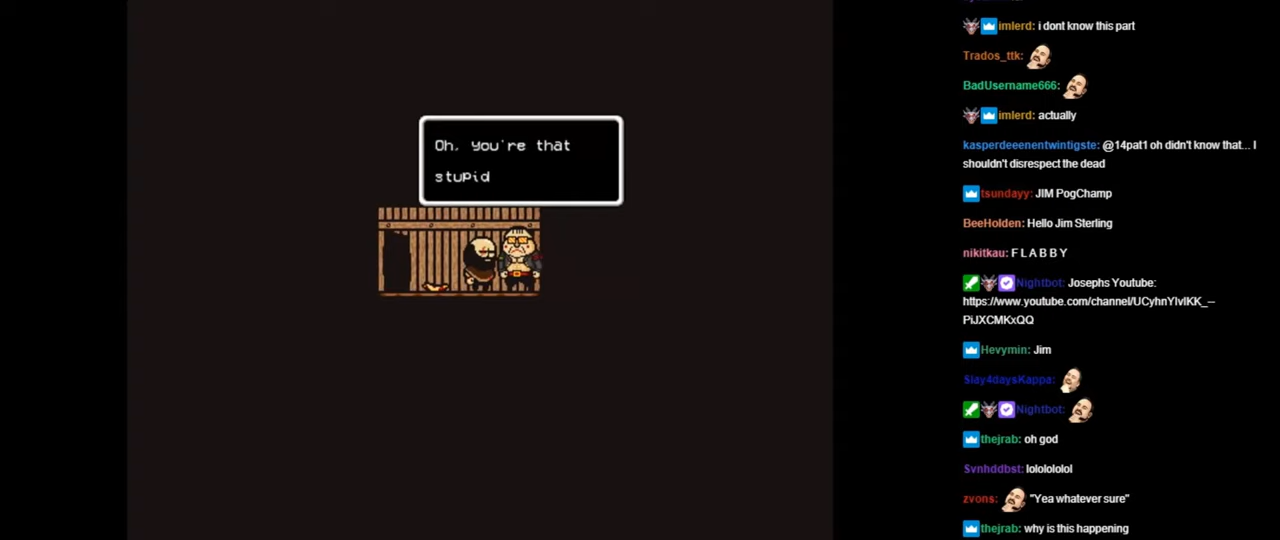 Oh, you're that
stupid
imlerd: i dont know this part
Trados_ttk:
BadUsername666:
imlerd: actually
kasperdeeenentwintigste: @14pat1 oh didn't know that... I
shouldn't disrespect the dead
tsundayy: JIM PogChamp
BeeHolden: Hello Jim Sterling
nikitkau: F L A B B Y
Nightbot: Josephs Youtube:
https://www.youtube.com/channel/UCyhnYlvlKK_--
PiJXCMKxQQ
Hevymin: Jim
Slay4daysKappa:
Nightbot:
thejrab: oh god
Svnhddbst: lolololololol
zvons: "Yea whatever sure"
thejrab: why is this happening